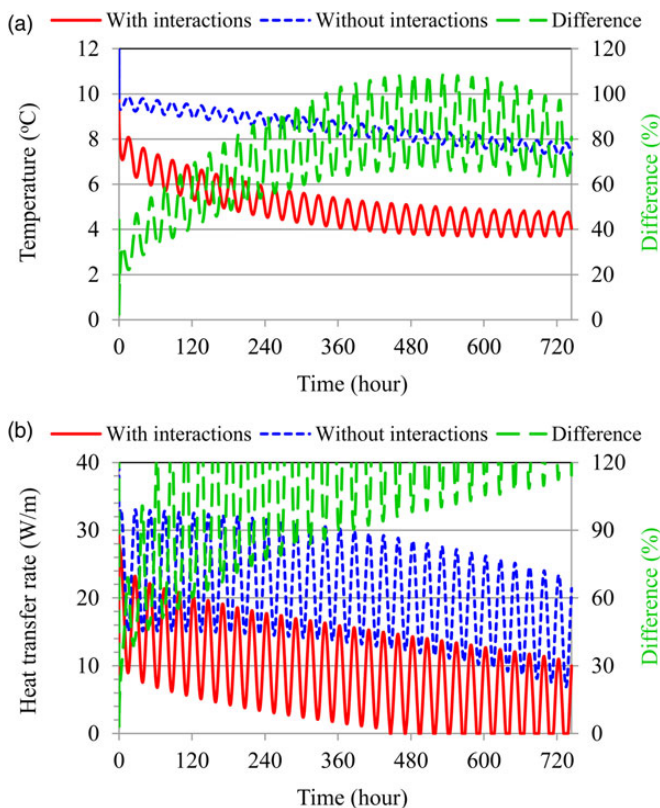 (a)
With interactions Without interactions Difference
12 120
10 100
8 80
6 60
4 40
2 20
0 0
Temperature (°C)
Difference (%)
0 120 240 360 480 600 720
Time (hour)
(b)
With interactions Without interactions Difference
40 120
30 90
20 60
10 30
0 0
Heat transfer rate (W/m)
Difference (%)
0 120 240 360 480 600 720
Time (hour)